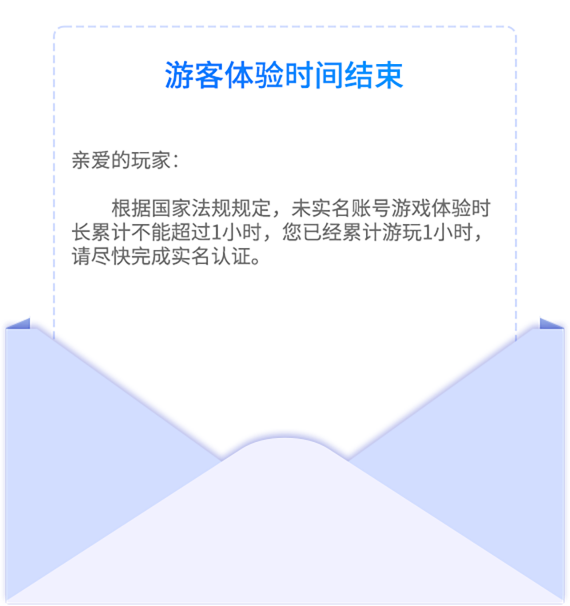 游客体验时间结束
亲爱的玩家：
根据国家法规规定，未实名账号游戏体验时
长累计不能超过1小时，您已经累计游玩1小时，
请尽快完成实名认证。